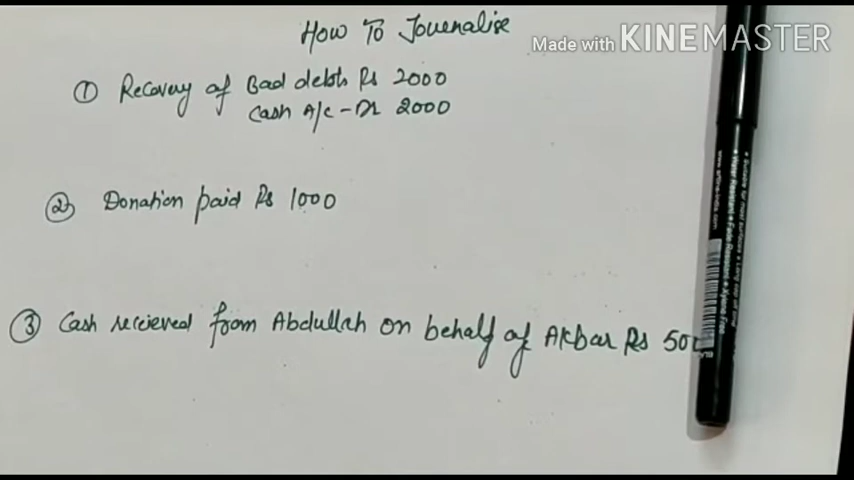 How To Journalise
Made with KINEMASTER
① Recovery of Bad debts Rs 2000
Cash A/c - Dr 2000
② Donation paid Rs 1000
③ Cash recieved from Abdullah on behalf of Akbar Rs